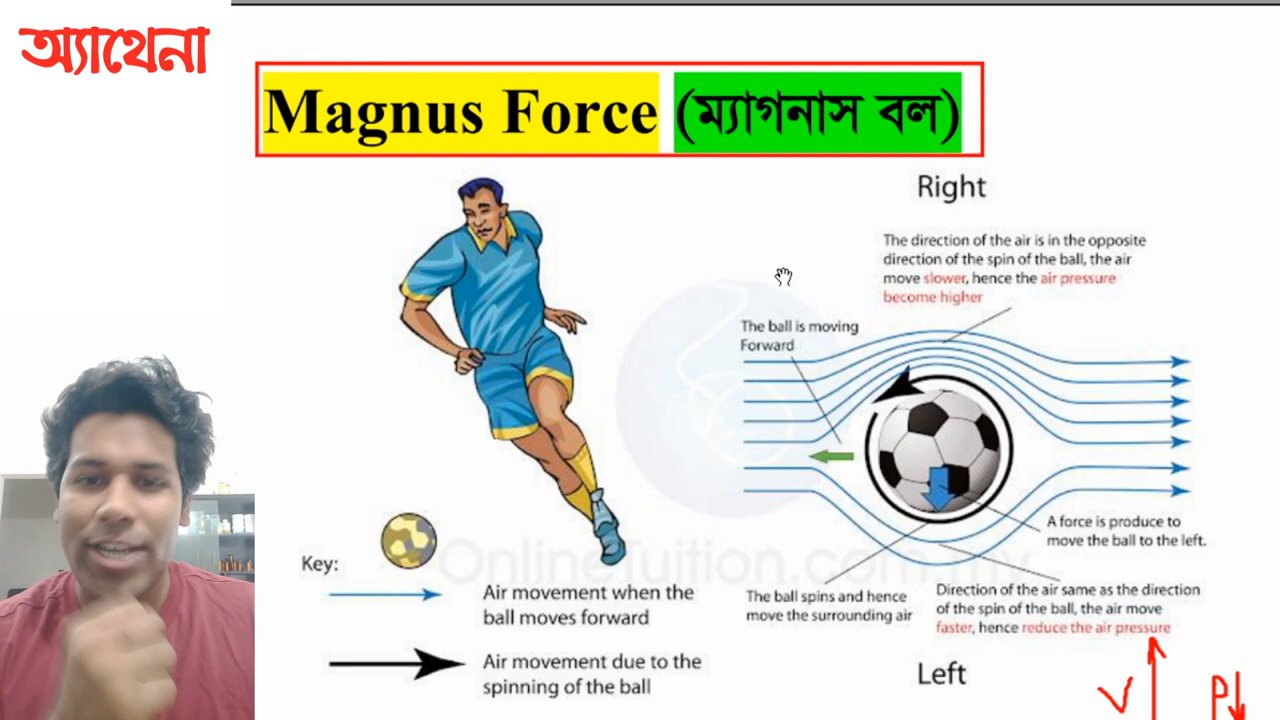 অ্যাথেনা
Magnus Force (ম্যাগনাস বল)
Right
The direction of the air is in the opposite
direction of the spin of the ball, the air
move slower, hence the air pressure
become higher
The ball is moving
Forward
A force is produce to
move the ball to the left.
OnlineTuition.com.my
Key:
Air movement when the
ball moves forward
The ball spins and hence
move the surrounding air
Direction of the air same as the direction
of the spin of the ball, the air move
faster, hence reduce the air pressure
Air movement due to the
spinning of the ball
Left
V↑ P↓